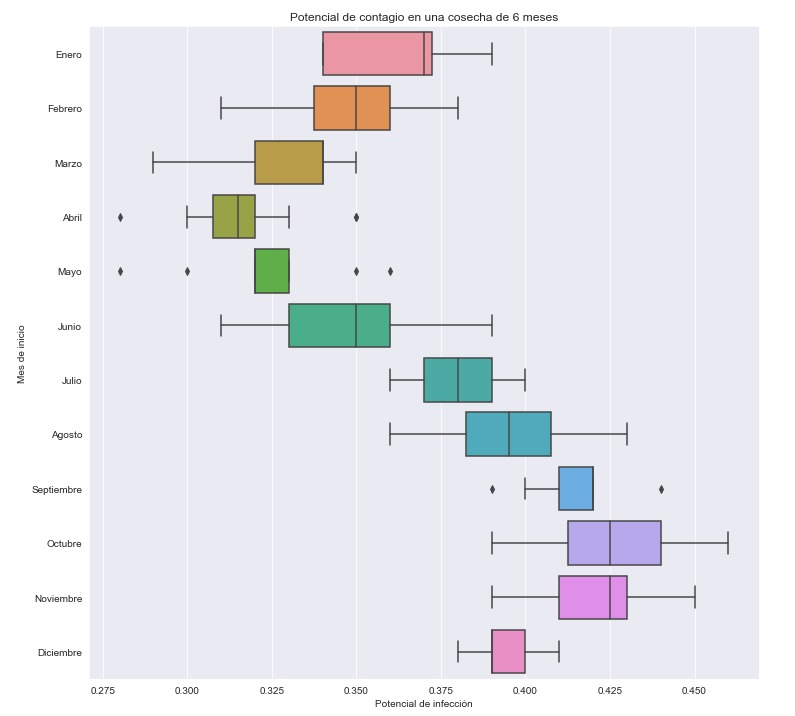 Potencial de contagio en una cosecha de 6 meses
Enero
Febrero
Marzo
Abril
Mayo
Junio
Julio
Agosto
Septiembre
Octubre
Noviembre
Diciembre
Mes de inicio
0.275 0.300 0.325 0.350 0.375 0.400 0.425 0.450
Potencial de infección